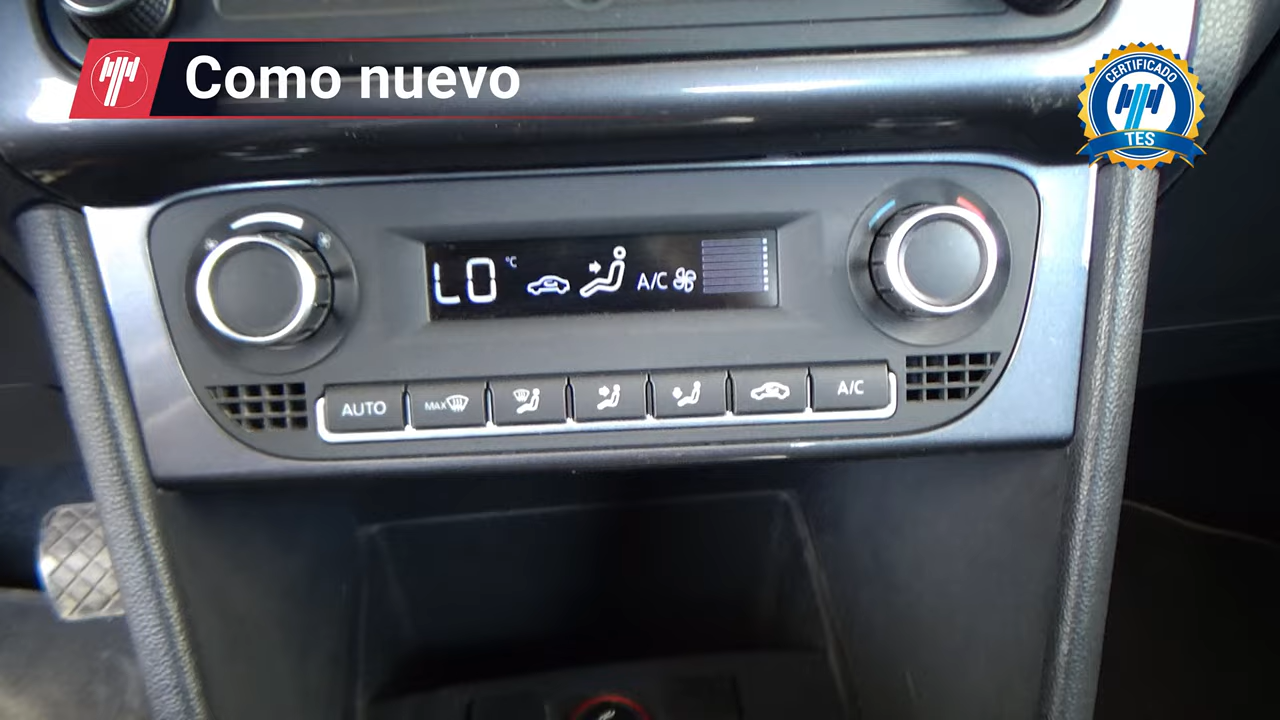 Como nuevo
CERTIFICADO
TES
LO °C A/C
AUTO
MAX
A/C